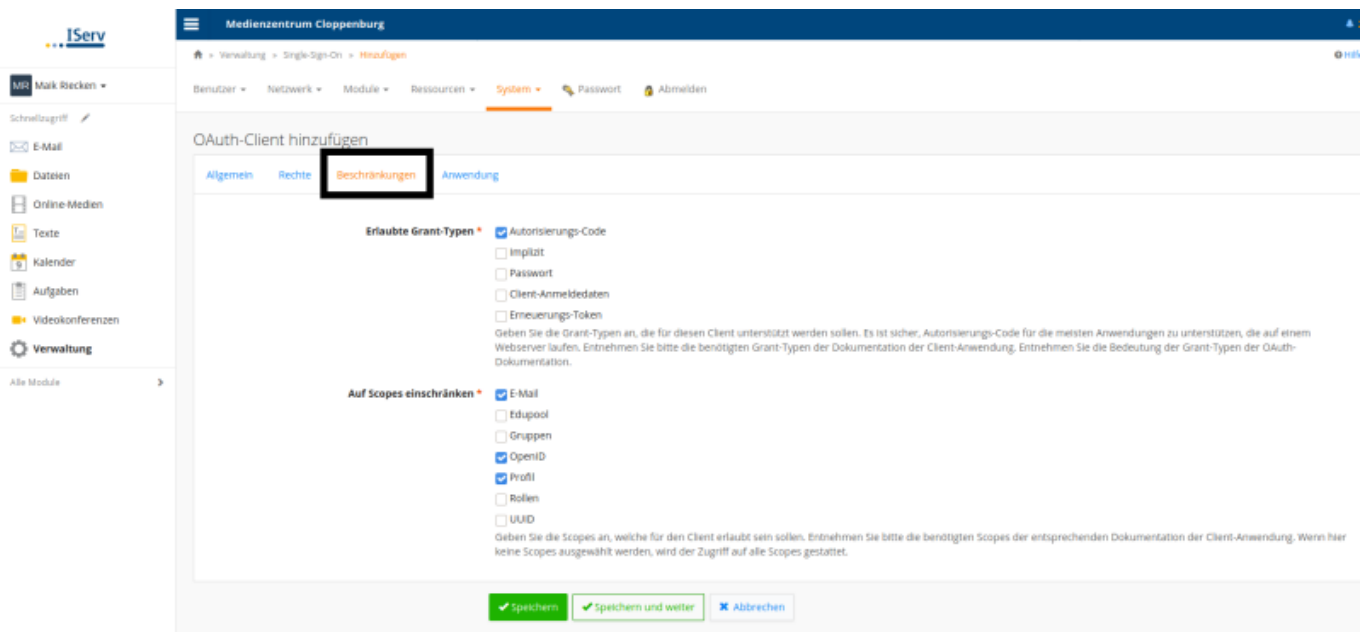 IServ
Medienzentrum Cloppenburg
Verwaltung » Single-Sign-On » Hinzufügen
Hilfe
MR Maik Riecken
Benutzer Netzwerk Module Ressourcen System Passwort Abmelden
Schnellzugriff
E-Mail
Dateien
Online-Medien
Texte
Kalender
9
Aufgaben
Videokonferenzen
Verwaltung
Alle Module
OAuth-Client hinzufügen
Allgemein Rechte Beschränkungen Anwendung
Erlaubte Grant-Typen *
Autorisierungs-Code
Implizit
Passwort
Client-Anmeldedaten
Erneuerungs-Token
Geben Sie die Grant-Typen an, die für diesen Client unterstützt werden sollen. Es ist sicher, Autorisierungs-Code für die meisten Anwendungen zu unterstützen, die auf einem
Webserver laufen. Entnehmen Sie bitte die benötigten Grant-Typen der Dokumentation der Client-Anwendung. Entnehmen Sie die Bedeutung der Grant-Typen der OAuth-
Dokumentation.
Auf Scopes einschränken *
E-Mail
Edupool
Gruppen
OpenID
Profil
Rollen
UUID
Geben Sie die Scopes an, welche für den Client erlaubt sein sollen. Entnehmen Sie bitte die benötigten Scopes der entsprechenden Dokumentation der Client-Anwendung. Wenn hier
keine Scopes ausgewählt werden, wird der Zugriff auf alle Scopes gestattet.
Speichern Speichern und weiter Abbrechen